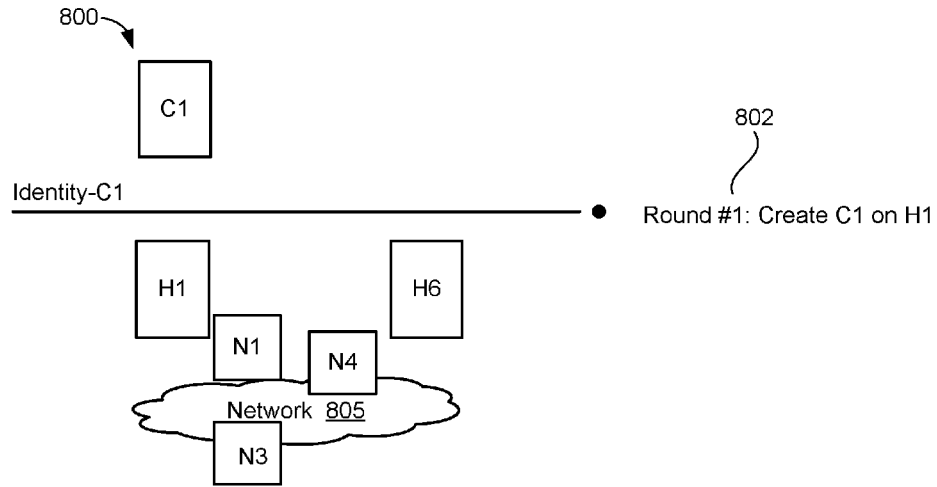 800
C1
802
Identity-C1
Round #1: Create C1 on H1
H1
H6
N1
N4
Network 805
N3